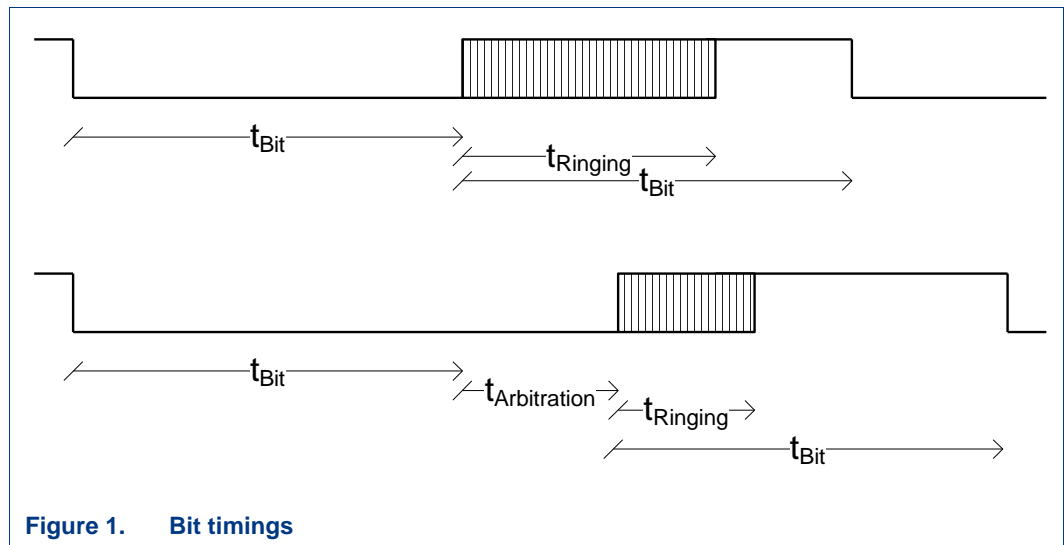 tBit
tRinging
tBit
tBit
tArbitration
tRinging
tBit
Figure 1. Bit timings